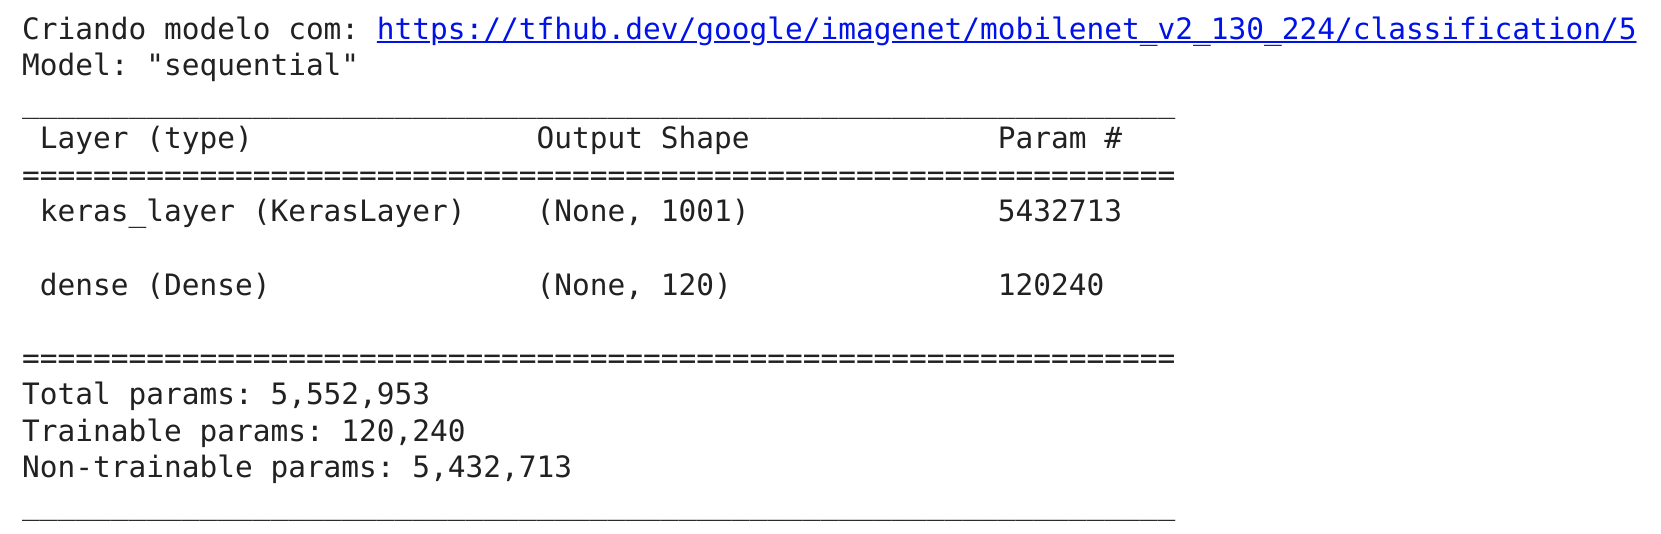 Criando modelo com: https://tfhub.dev/google/imagenet/mobilenet_v2_130_224/classification/5
Model: "sequential"
_________________________________________________________________
 Layer (type)                Output Shape              Param #
=================================================================
 keras_layer (KerasLayer)    (None, 1001)              5432713
 dense (Dense)               (None, 120)               120240
=================================================================
Total params: 5,552,953
Trainable params: 120,240
Non-trainable params: 5,432,713
_________________________________________________________________